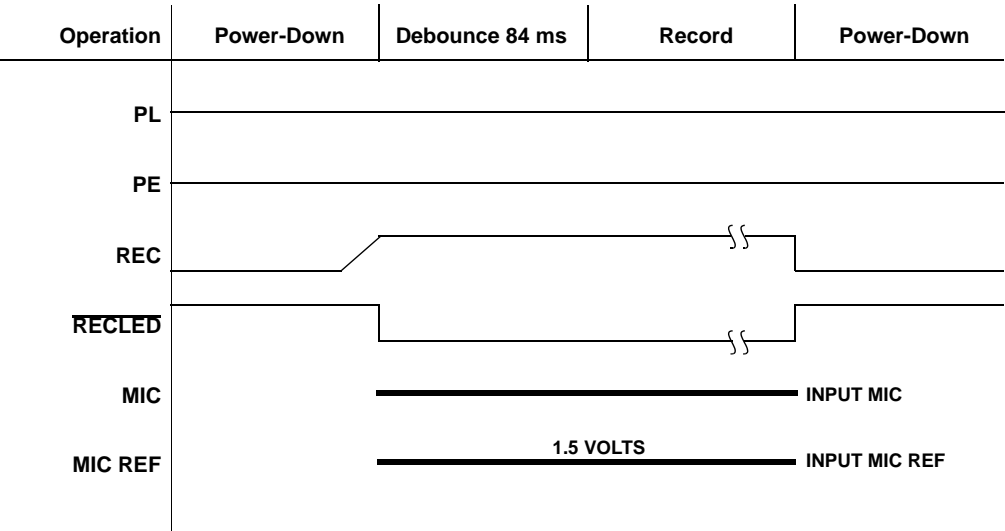 Operation Power-Down Debounce 84 ms Record Power-Down
PL
PE
REC
RECLED
MIC INPUT MIC
1.5 VOLTS
MIC REF INPUT MIC REF